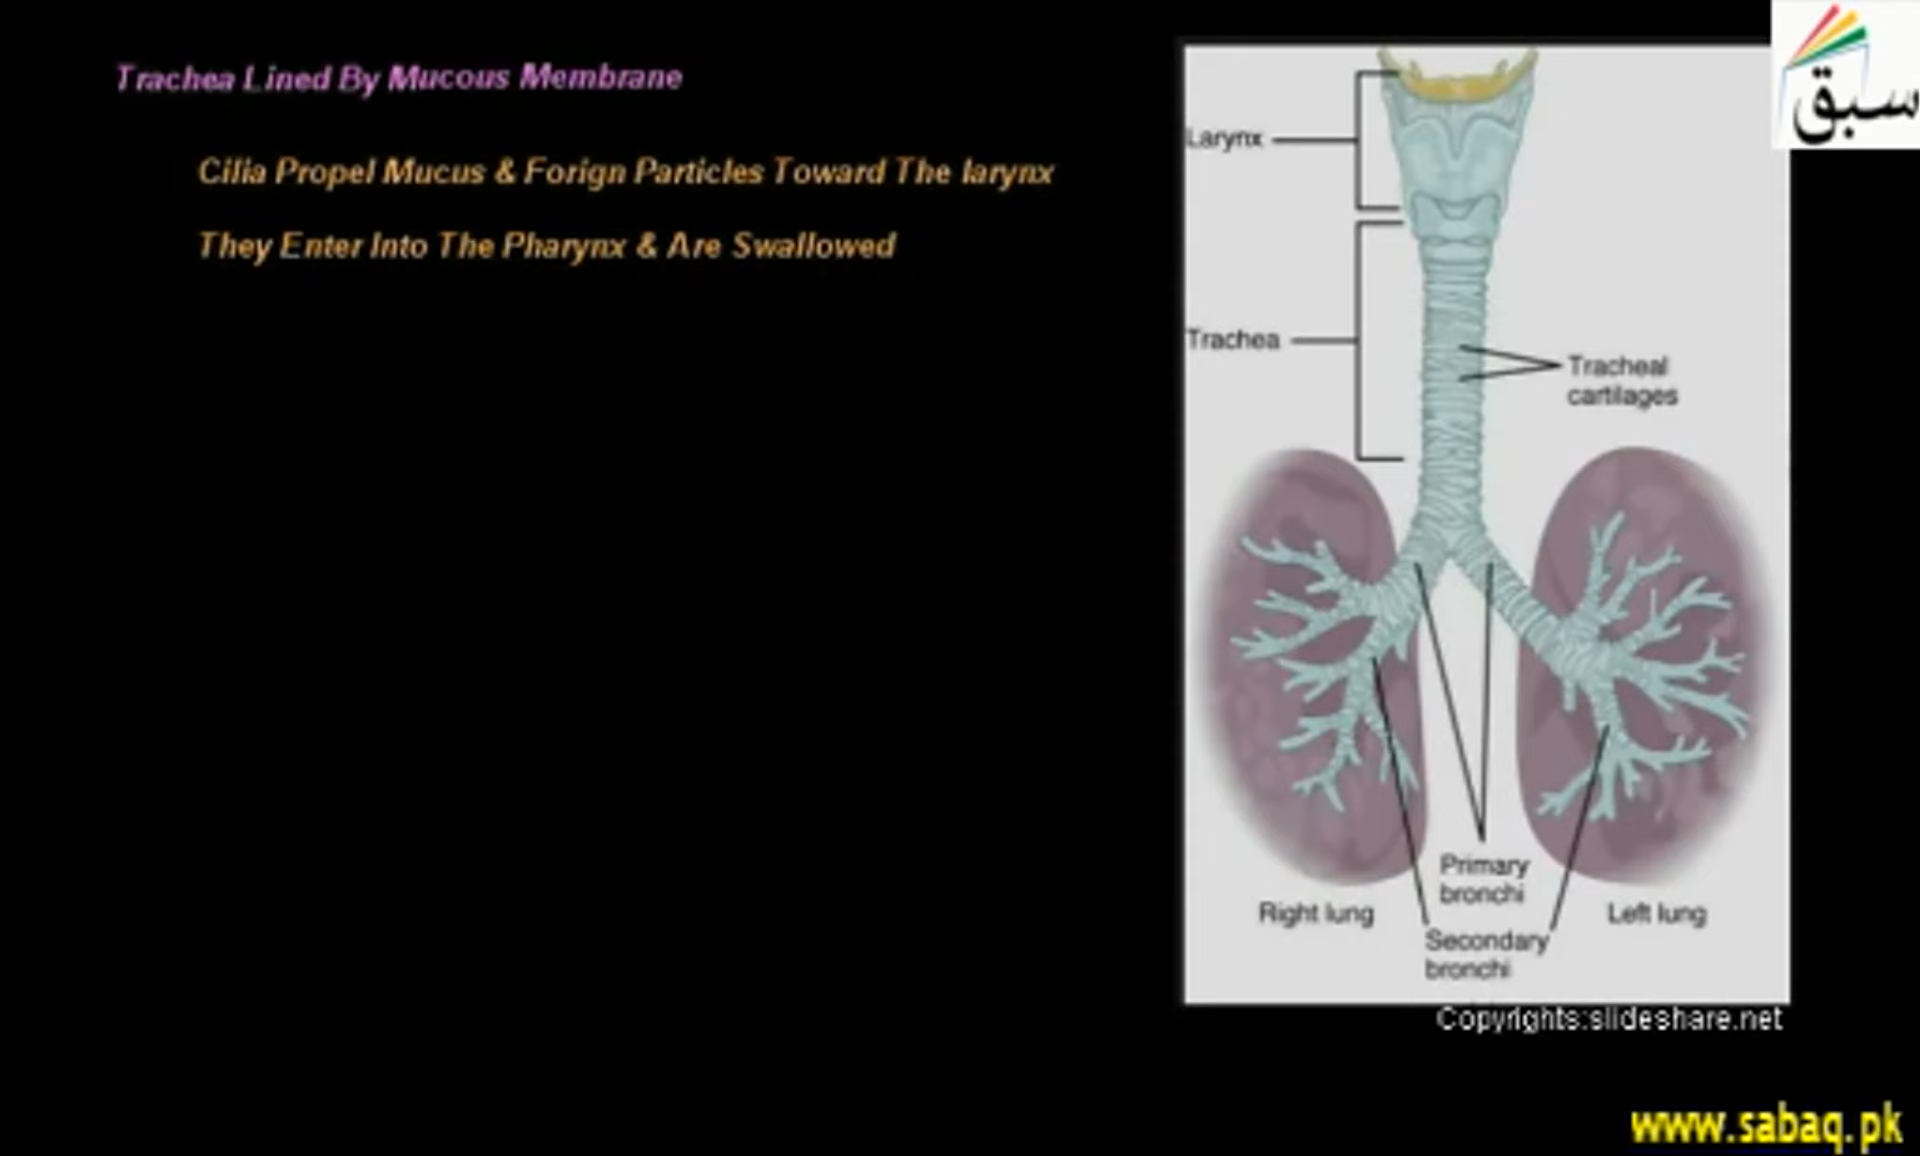 Trachea Lined By Mucous Membrane
Cilia Propel Mucus & Forign Particles Toward The larynx
They Enter Into The Pharynx & Are Swallowed
سبق
Larynx
Trachea
Tracheal
cartilages
Primary
bronchi
Right lung
Left lung
Secondary
bronchi
Copyrights:slideshare.net
www.sabaq.pk